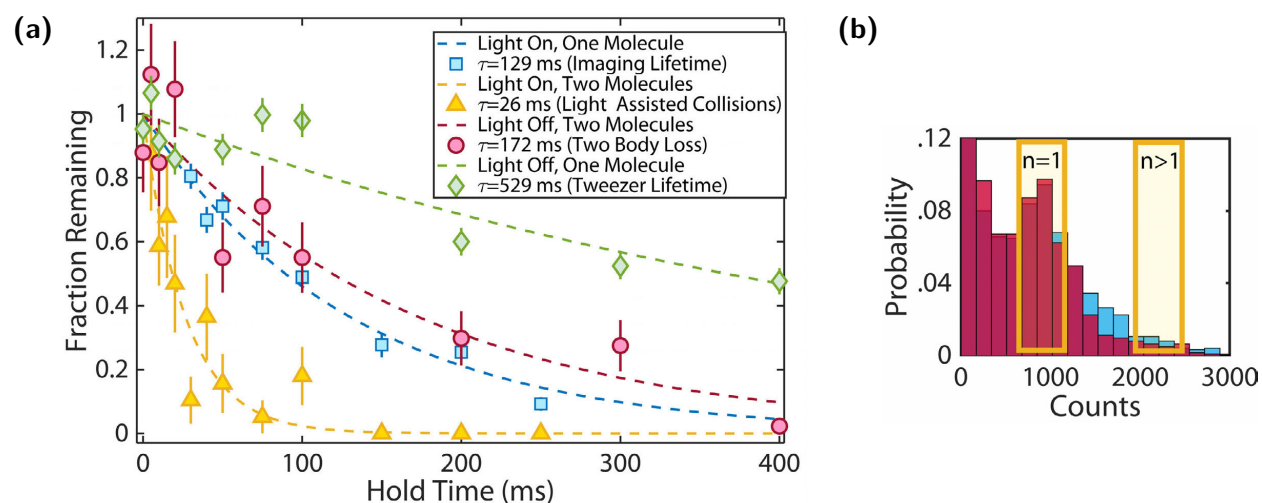 (a)
Fraction Remaining
1.2
1
0.8
0.6
0.4
0.2
0
0
100
200
300
400
Hold Time (ms)
Light On, One Molecule
τ=129 ms (Imaging Lifetime)
Light On, Two Molecules
τ=26 ms (Light Assisted Collisions)
Light Off, Two Molecules
τ=172 ms (Two Body Loss)
Light Off, One Molecule
τ=529 ms (Tweezer Lifetime)
(b)
Probability
.12
.08
.04
0
n=1
n>1
0
1000
2000
3000
Counts